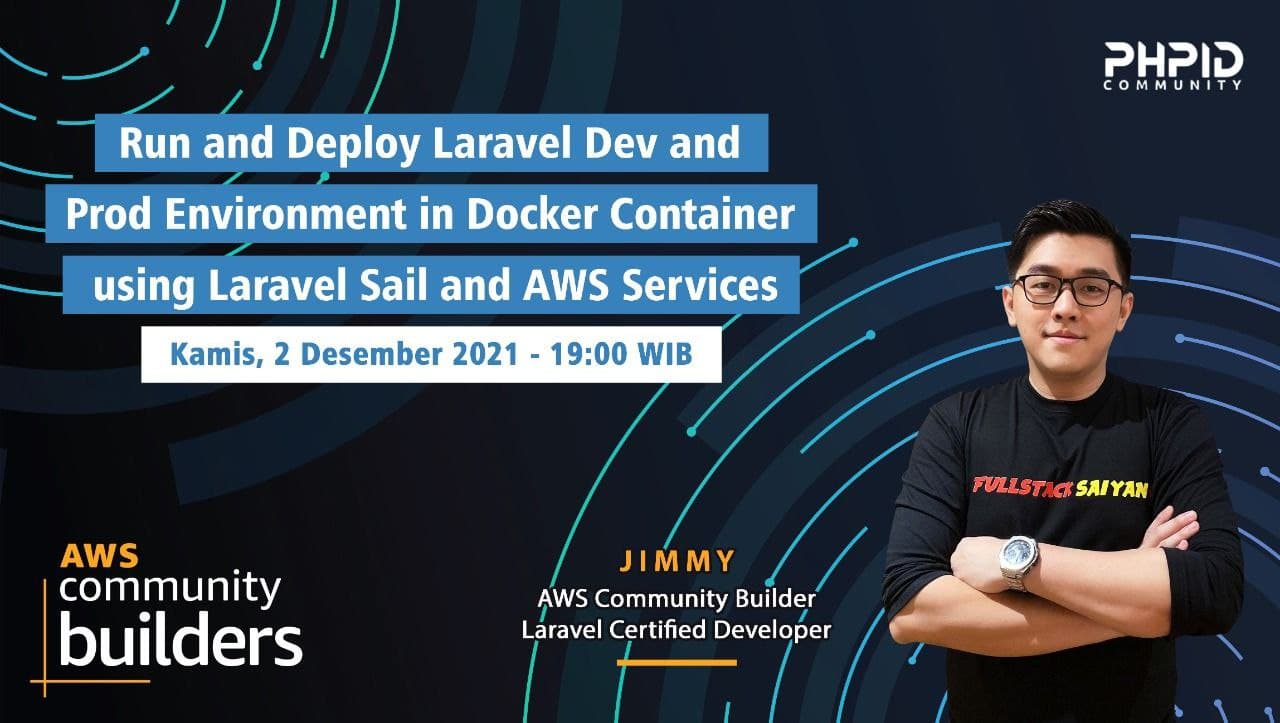 PHPID
COMMUNITY
Run and Deploy Laravel Dev and
Prod Environment in Docker Container
using Laravel Sail and AWS Services
Kamis, 2 Desember 2021 - 19:00 WIB
FULLSTACK SAIYAN
AWS
community
builders
JIMMY
AWS Community Builder
Laravel Certified Developer